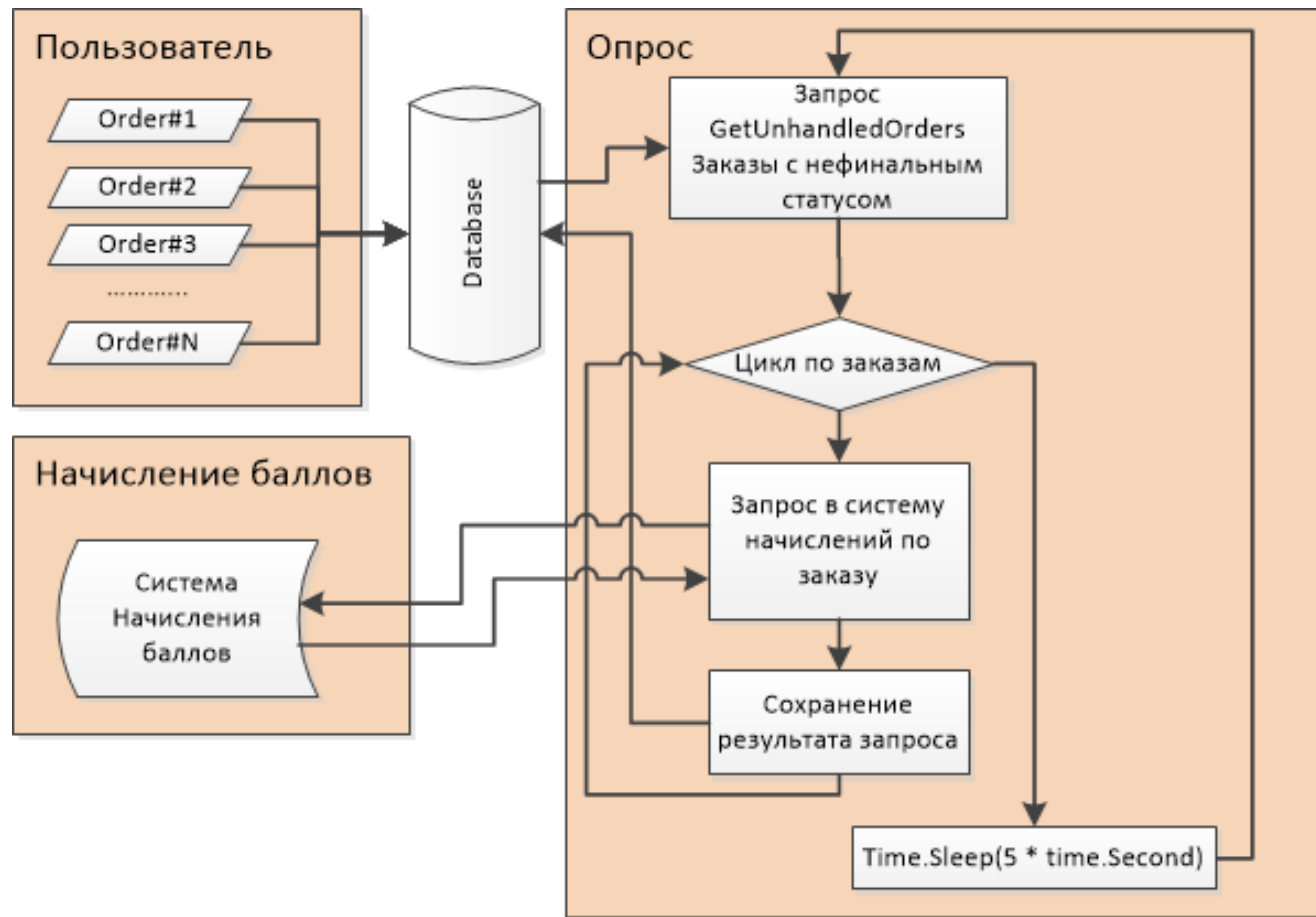 Пользователь
Order#1
Order#2
Order#3
............
Order#N
Database
Опрос
Запрос
GetUnhandledOrders
Заказы с нефинальным
статусом
Цикл по заказам
Запрос в систему
начислений по
заказу
Сохранение
результата запроса
Time.Sleep(5 * time.Second)
Начисление баллов
Система
Начисления
баллов